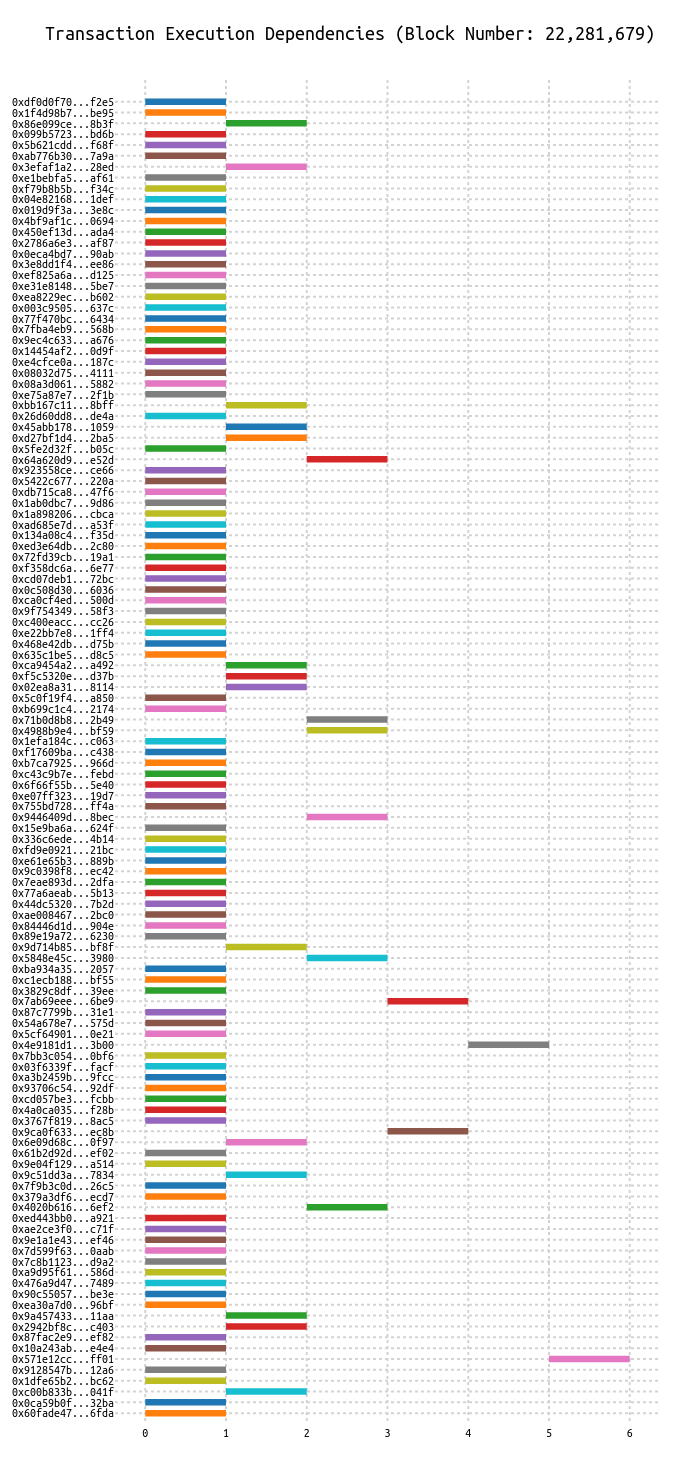 Transaction Execution Dependencies (Block Number: 22,281,679)
0xdf0d0f70...f2e5
0x1f4d98b7...be95
0x86e099ce...8b3f
0x099b5723...bd6b
0x5b621cdd...f68f
0xab776b30...7a9a
0x3efaf1a2...28ed
0xe1bebfa5...af61
0xf79b8b5b...f34c
0x04e82168...1def
0x019d9f3a...3e8c
0x4bf9af1c...0694
0x450ef13d...ada4
0x2786a6e3...af87
0x0eca4bd7...90ab
0x3e8dd1f4...ee86
0xef825a6a...d125
0xe31e8148...5be7
0xea8229ec...b602
0x003c9505...637c
0x77f470bc...6434
0x7fba4eb9...568b
0x9ec4c633...a676
0x14454af2...0d9f
0xe4cfce0a...187c
0x08032d75...4111
0x08a3d061...5882
0xe75a87e7...2f1b
0xbb167c11...8bff
0x26d60dd8...de4a
0x45abb178...1059
0xd27bf1d4...2ba5
0x5fe2d32f...b05c
0x64a620d9...e52d
0x923558ce...ce66
0x5422c677...220a
0xdb715ca8...47f6
0x1ab0dbc7...9d86
0x1a898206...cbca
0xad685e7d...a53f
0x134a08c4...f35d
0xed3e64db...2c80
0x72fd39cb...19a1
0xf358dc6a...6e77
0xcd07deb1...72bc
0x0c508d30...6036
0xca0cf4ed...500d
0x9f754349...58f3
0xc400eacc...cc26
0xe22bb7e8...1ff4
0x468e42db...d75b
0x635c1be5...d8c5
0xca9454a2...a492
0xf5c5320e...d37b
0x02ea8a31...8114
0x5c0f19f4...a850
0xb699c1c4...2174
0x71b0d8b8...2b49
0x4988b9e4...bf59
0x1efa184c...c063
0xf17609ba...c438
0xb7ca7925...966d
0xc43c9b7e...febd
0x6f66f55b...5e40
0xe07ff323...19d7
0x755bd728...ff4a
0x9446409d...8bec
0x15e9ba6a...624f
0x336c6ede...4b14
0xfd9e0921...21bc
0xe61e65b3...889b
0x9c0398f8...ec42
0x7eae893d...2dfa
0x77a6aeab...5b13
0x44dc5320...7b2d
0xae008467...2bc0
0x84446d1d...904e
0x89e19a72...6230
0x9d714b85...bf8f
0x5848e45c...3980
0xba934a35...2057
0xc1ecb188...bf55
0x3829c8df...39ee
0x7ab69eee...6be9
0x87c7799b...31e1
0x54a678e7...575d
0x5cf64901...0e21
0x4e9181d1...3b00
0x7bb3c054...0bf6
0x03f6339f...facf
0xa3b2459b...9fcc
0x93706c54...92df
0xcd057be3...fcbb
0x4a0ca035...f28b
0x3767f819...8ac5
0x9ca0f633...ec8b
0x6e09d68c...0f97
0x61b2d92d...ef02
0x9e04f129...a514
0x9c51dd3a...7834
0x7f9b3c0d...26c5
0x379a3df6...ecd7
0x4020b616...6ef2
0xed443bb0...a921
0xae2ce3f0...c71f
0x9e1a1e43...ef46
0x7d599f63...0aab
0x7c8b1123...d9a2
0xa9d95f61...586d
0x476a9d47...7489
0x90c55057...be3e
0xea30a7d0...96bf
0x9a457433...11aa
0x2942bf8c...c403
0x87fac2e9...ef82
0x10a243ab...e4e4
0x571e12cc...ff01
0x9128547b...12a6
0x1dfe65b2...bc62
0xc00b833b...041f
0x0ca59b0f...32ba
0x60fade47...6fda
0 1 2 3 4 5 6